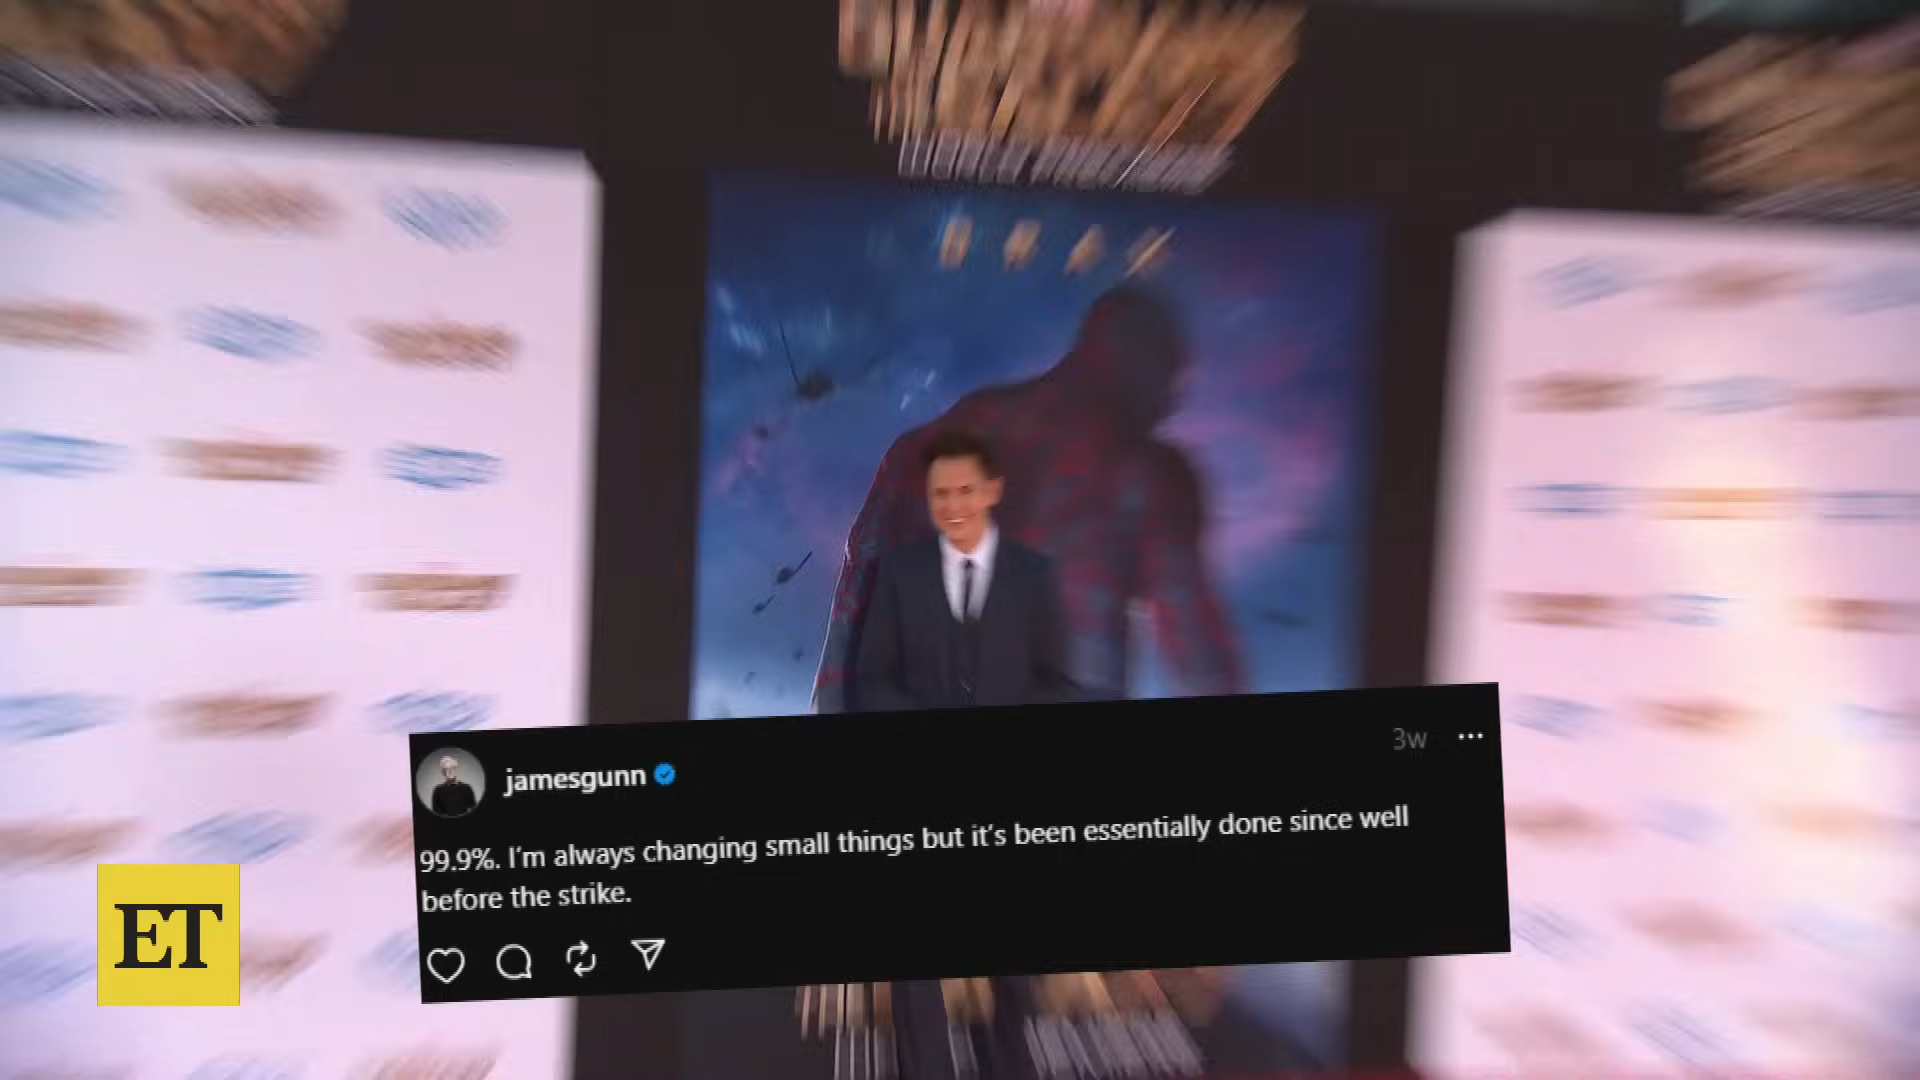 jamesgunn
3w
99.9%. I'm always changing small things but it's been essentially done since well
before the strike.
ET